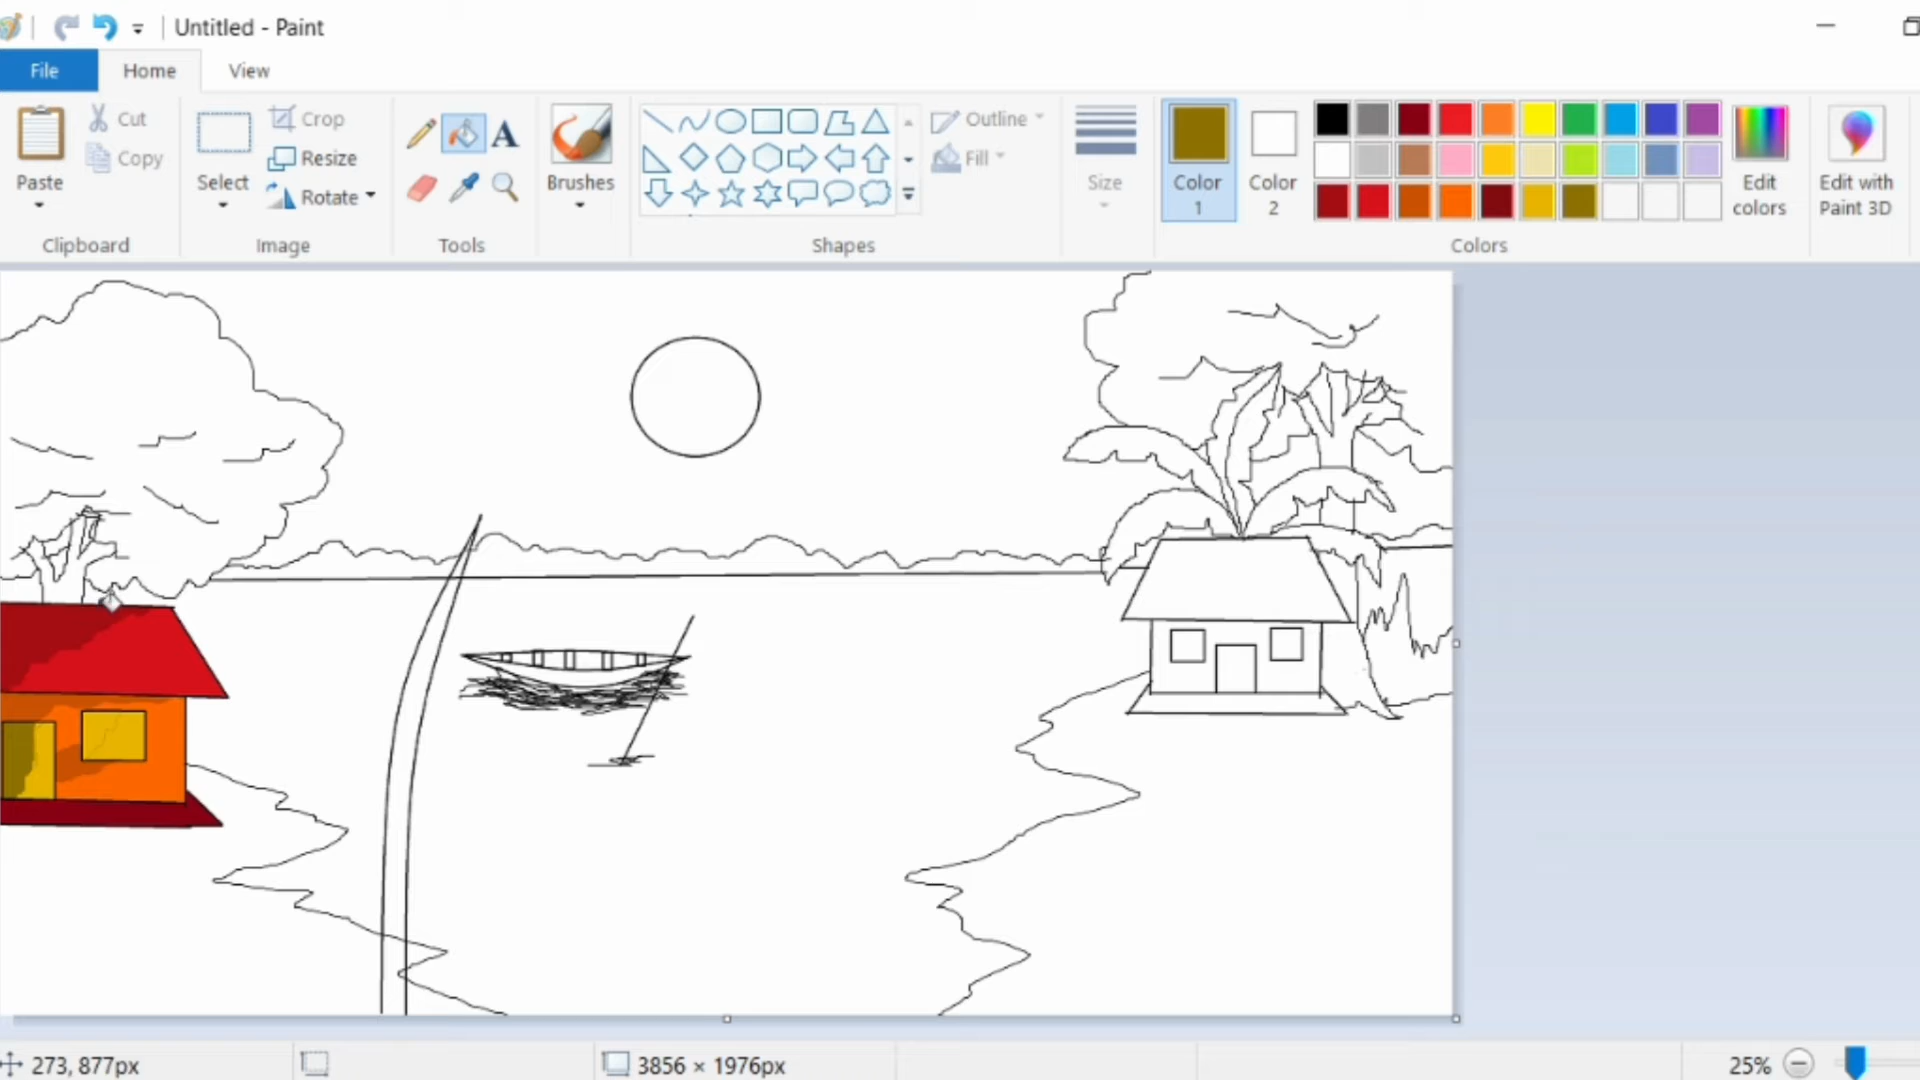 Untitled - Paint
File Home View
Paste
Cut
Copy
Clipboard
Select
Crop
Resize
Rotate
Image
A
Tools
Brushes
Shapes
Outline
Fill
Size
Color 1
Color 2
Edit colors
Colors
Edit with Paint 3D
273, 877px
3856 × 1976px
25%